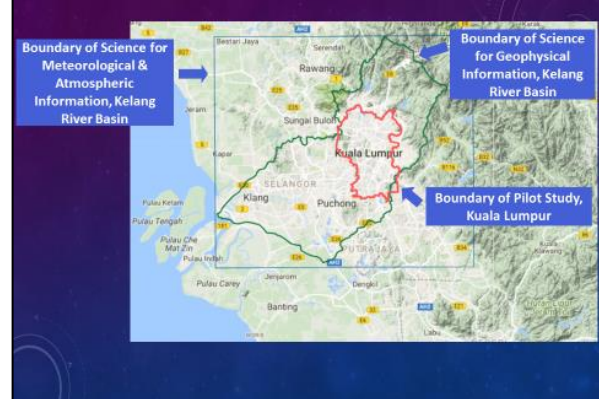 Boundary of Science for
Meteorological &
Atmospheric
Information, Kelang
River Basin
Boundary of Science
for Geophysical
Information, Kelang
River Basin
Boundary of Pilot Study,
Kuala Lumpur
Bestari Jaya
Serendah
Rawang
Jeram
Sungai Buloh
Kapar
Kuala Lumpur
SELANGOR
Klang
Puchong
Pulau Ketam
Pulau Tengah
Pulau Che
Mat Zin
Pulau Indah
PUTRAJAYA
Kuala
Klawang
Pulau Carey
Jenjarom
Dengkil
Banting
Labu